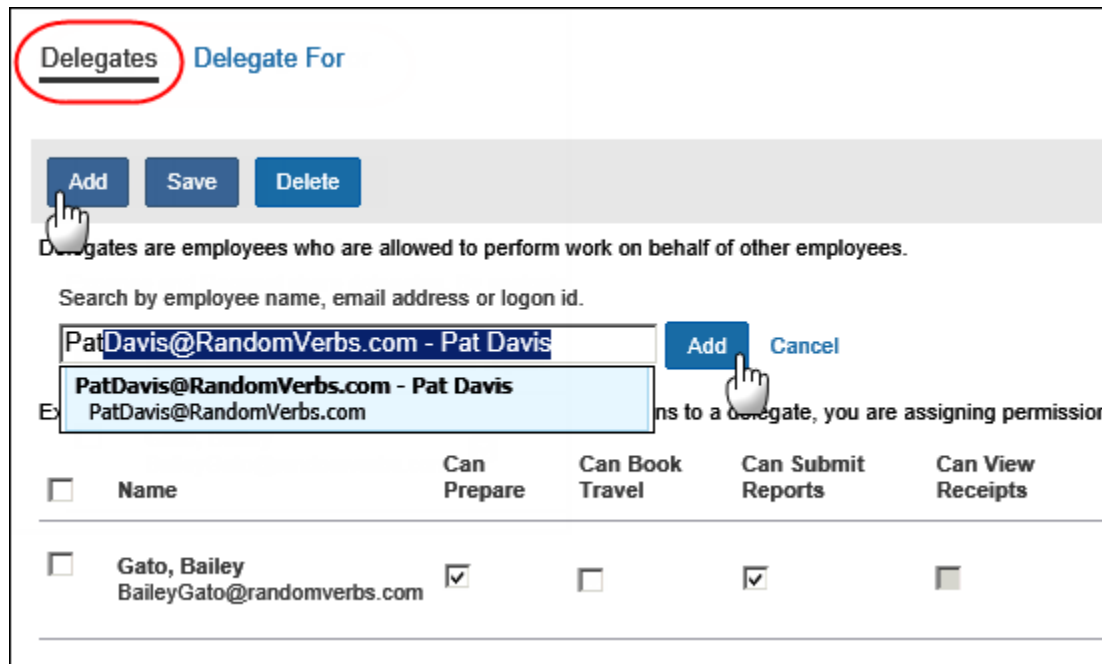 Delegates Delegate For
Add Save Delete
Delegates are employees who are allowed to perform work on behalf of other employees.
Search by employee name, email address or logon id.
PatDavis@RandomVerbs.com - Pat Davis Add Cancel
PatDavis@RandomVerbs.com - Pat Davis
PatDavis@RandomVerbs.com
ns to a delegate, you are assigning permission
Can Can Book Can Submit Can View
Name Prepare Travel Reports Receipts
Gato, Bailey
BaileyGato@randomverbs.com